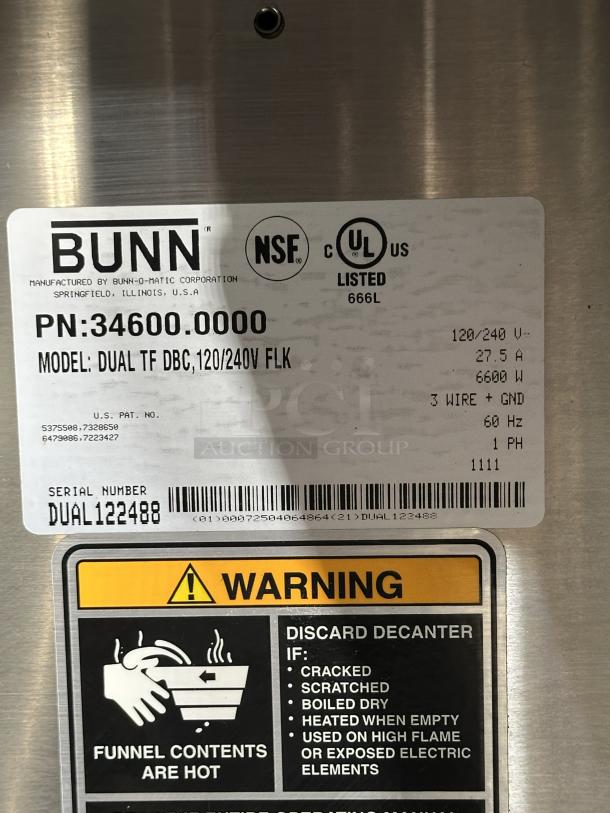 BUNN®
NSF®
C UL® US
LISTED
666L
MANUFACTURED BY BUNN-O-MATIC CORPORATION
SPRINGFIELD, ILLINOIS, U.S.A
PN:34600.0000
MODEL: DUAL TF DBC,120/240V FLK
120/240 V~
27.5 A
6600 W
3 WIRE + GND
60 Hz
1 PH
1111
U.S. PAT. NO.
5375508,7328650
6479086,7223427
PCI
AUCTION GROUP
SERIAL NUMBER
DUAL122488
(01)00072504064864(21)DUAL122488
WARNING
FUNNEL CONTENTS
ARE HOT
DISCARD DECANTER
IF:
• CRACKED
• SCRATCHED
• BOILED DRY
• HEATED WHEN EMPTY
• USED ON HIGH FLAME
OR EXPOSED ELECTRIC
ELEMENTS